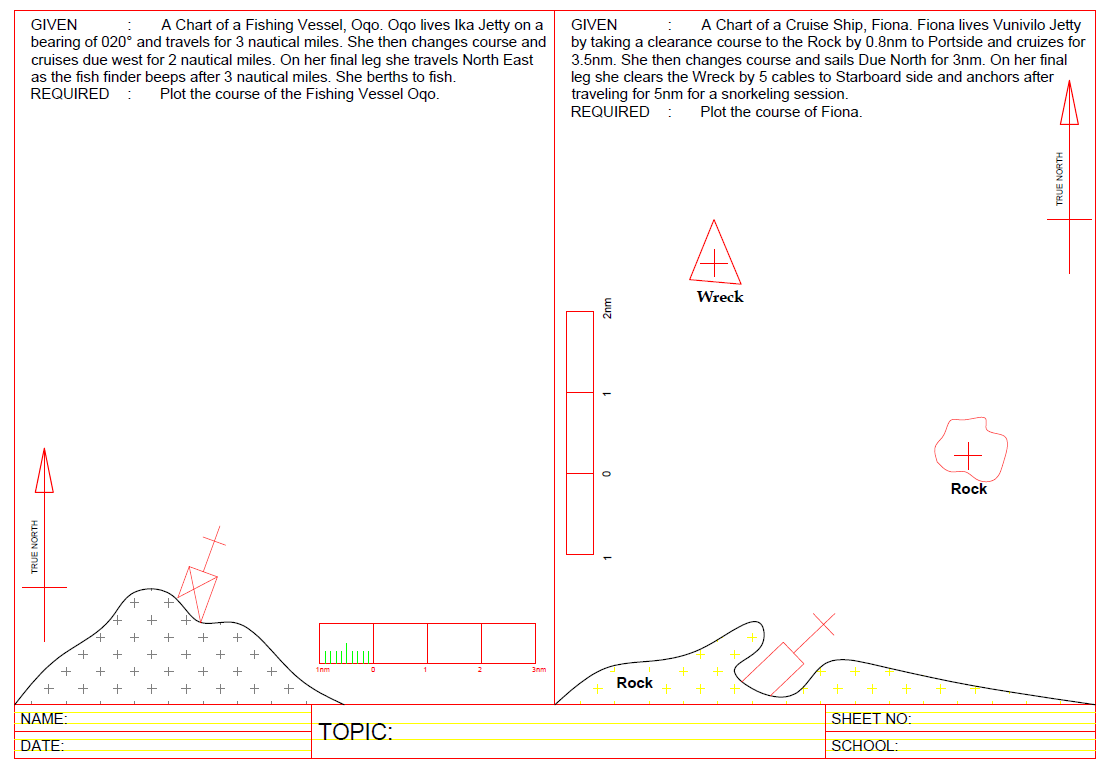 GIVEN : A Chart of a Fishing Vessel, Oqo. Oqo lives Ika Jetty on a
bearing of 020° and travels for 3 nautical miles. She then changes course and
cruises due west for 2 nautical miles. On her final leg she travels North East
as the fish finder beeps after 3 nautical miles. She berths to fish.
REQUIRED : Plot the course of the Fishing Vessel Oqo.
TRUE NORTH
1nm 0 1 2 3nm
GIVEN : A Chart of a Cruise Ship, Fiona. Fiona lives Vunivilo Jetty
by taking a clearance course to the Rock by 0.8nm to Portside and cruizes for
3.5nm. She then changes course and sails Due North for 3nm. On her final
leg she clears the Wreck by 5 cables to Starboard side and anchors after
traveling for 5nm for a snorkeling session.
REQUIRED : Plot the course of Fiona.
TRUE NORTH
Wreck
2nm
1
0
1
Rock
Rock
NAME:
DATE:
TOPIC:
SHEET NO:
SCHOOL: